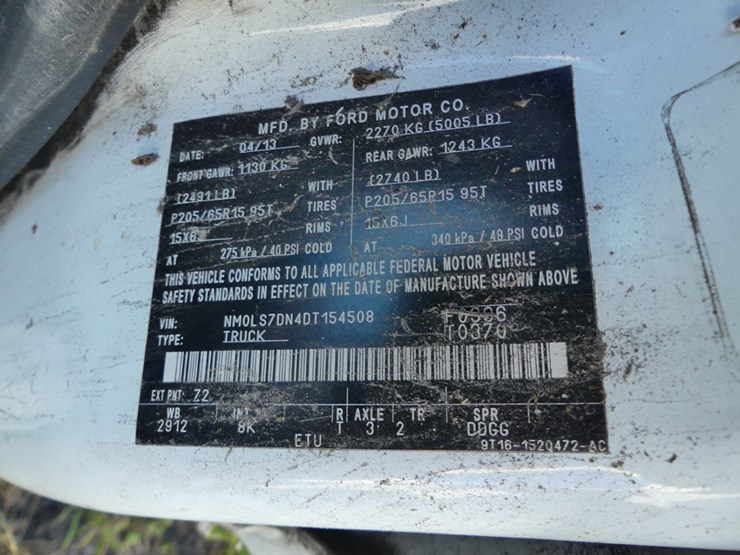 MFD. BY FORD MOTOR CO.
DATE: 04/13 GVWR: 2270 KG (5005 LB)
FRONT GAWR: 1130 KG REAR GAWR: 1243 KG
(2491 LB) WITH (2740 LB) WITH
P205/65R15 95T TIRES P205/65R15 95T TIRES
15X6J RIMS 15X6J RIMS
AT 275 kPa / 40 PSI COLD AT 340 kPa / 49 PSI COLD
THIS VEHICLE CONFORMS TO ALL APPLICABLE FEDERAL MOTOR VEHICLE
SAFETY STANDARDS IN EFFECT ON THE DATE OF MANUFACTURE SHOWN ABOVE
VIN: NM0LS7DN4DT154508
TYPE: TRUCK T0370
EXT PNT: Z2
WB INT R AXLE TR SPR
2912 8K T 3 2 DDGG
ETU 9T16-1520472-AC